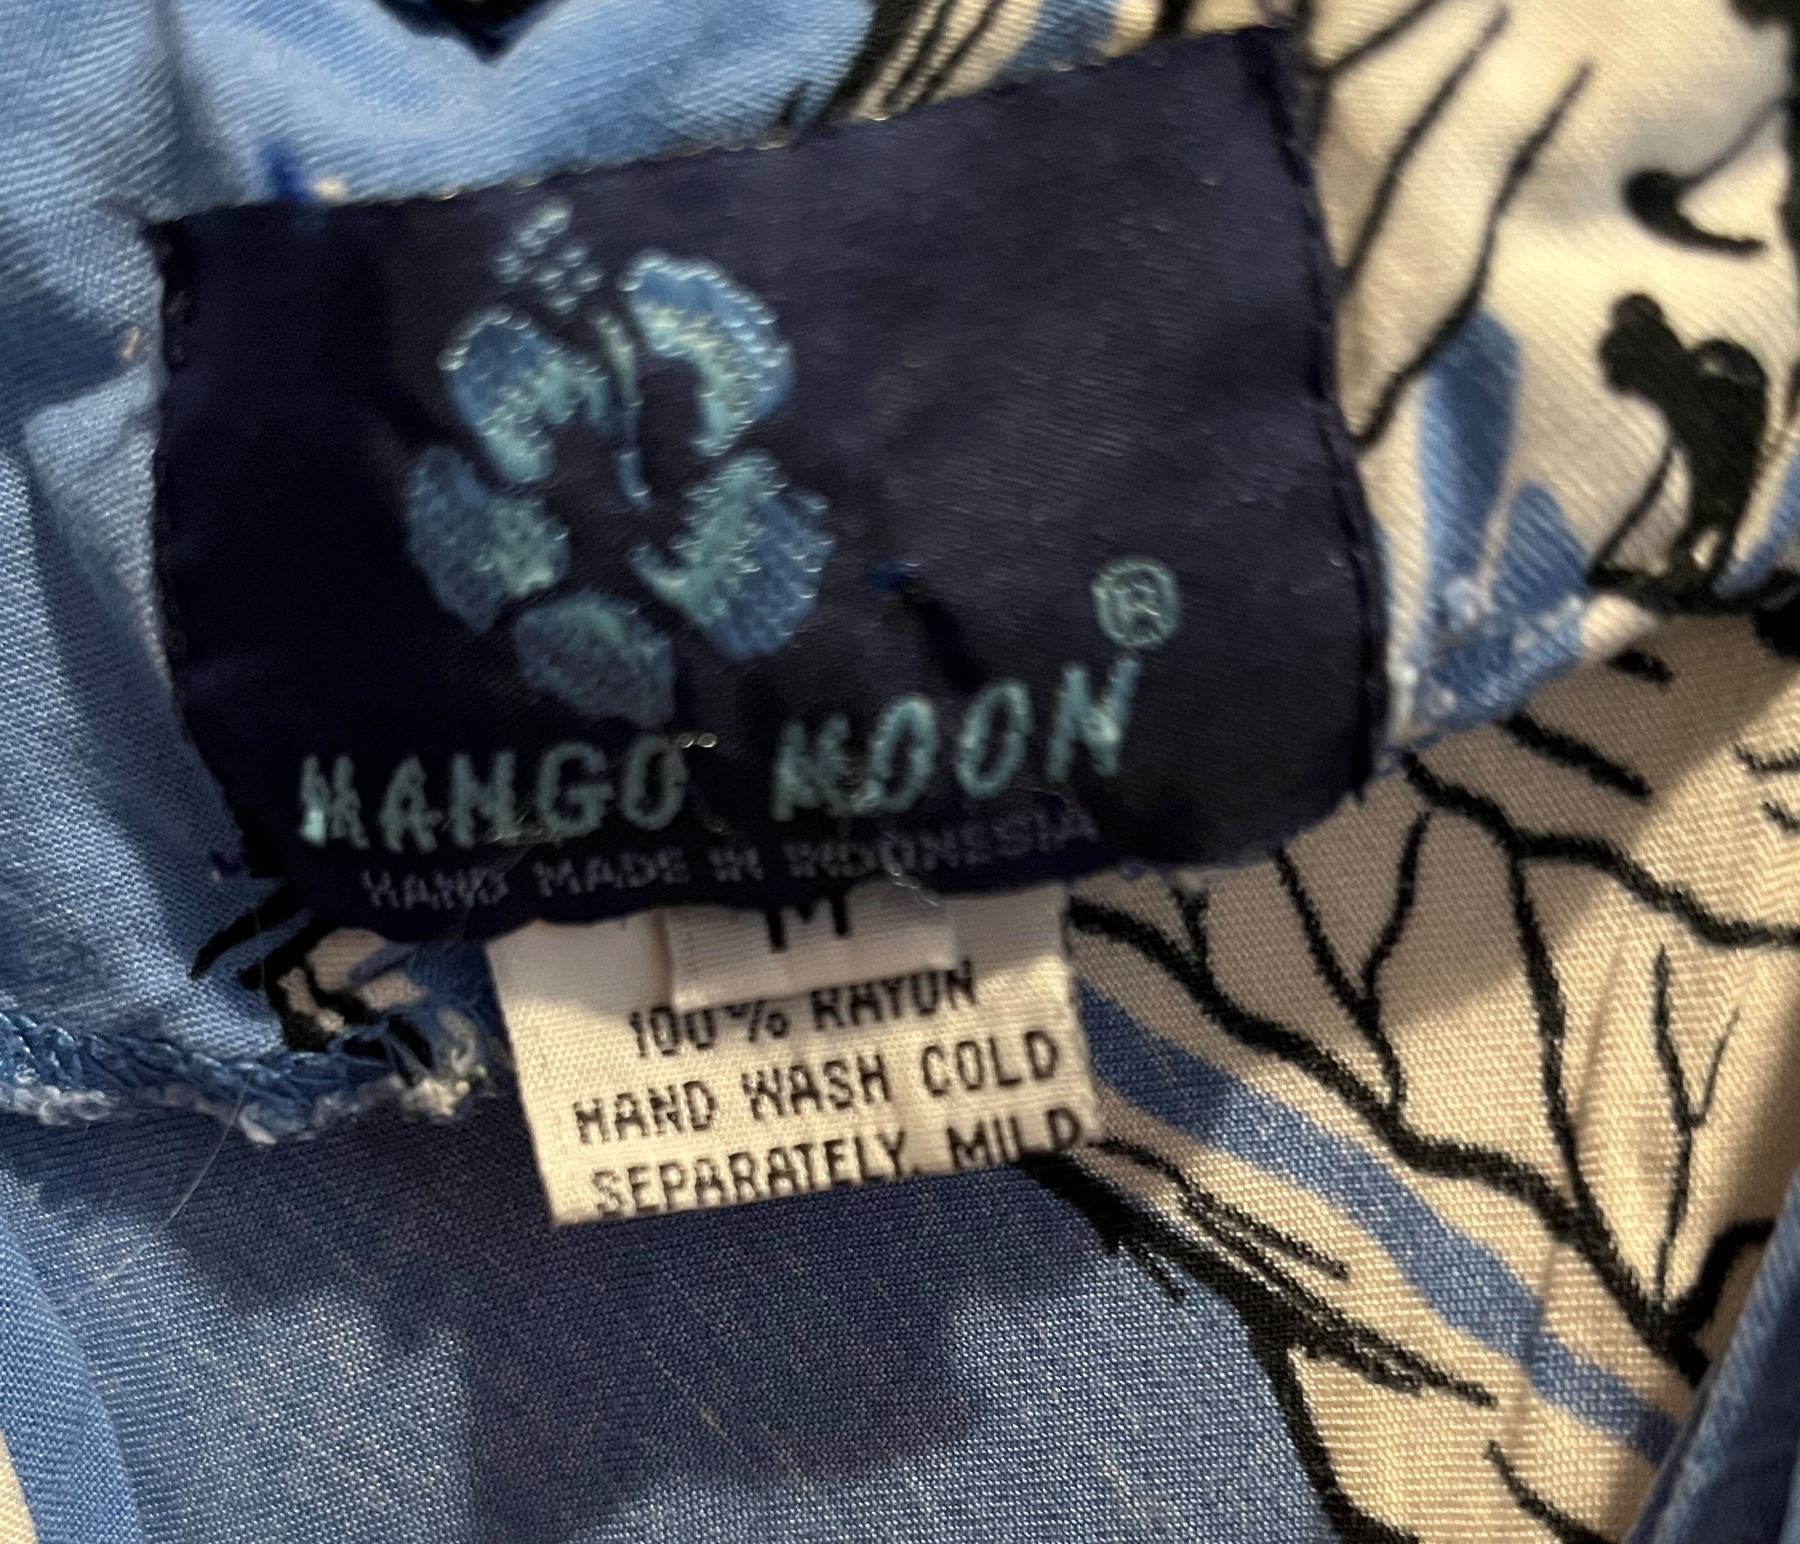 MANGO MOON®
HAND MADE IN INDONESIA
M
100% RAYON
HAND WASH COLD
SEPARATELY, MILD